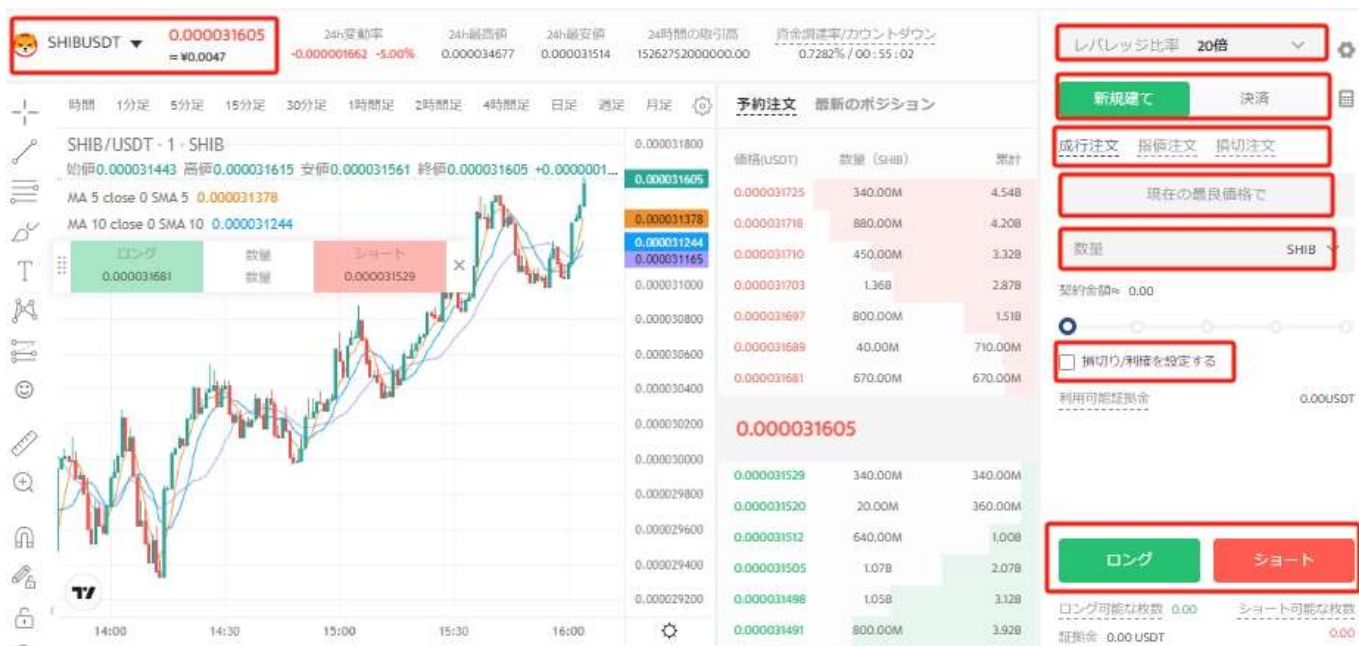 SHIBUSDT 0.000031605
≈ ¥0.0047
24h変動率
-0.000001662 -5.00%
24h最高値
0.000034677
24h最安値
0.000031514
24時間の取引高
15262752000000.00
資金調達率/カウントダウン
0.7282% / 00 : 55 : 02
時間 1分足 5分足 15分足 30分足 1時間足 2時間足 4時間足 日足 週足 月足
SHIB/USDT · 1 · SHIB
始値0.000031443 高値0.000031615 安値0.000031561 終値0.000031605 +0.0000001...
MA 5 close 0 SMA 5 0.000031378
MA 10 close 0 SMA 10 0.000031244
ロング 数量 ショート
0.000031681 数量 0.000031529
0.000031800
0.000031605
0.000031378
0.000031244
0.000031165
0.000031000
0.000030800
0.000030600
0.000030400
0.000030200
0.000030000
0.000029800
0.000029600
0.000029400
0.000029200
14:00 14:30 15:00 15:30 16:00
予約注文 最新のポジション
価格(USDT) 数量 (SHIB) 累計
0.000031725 340.00M 4.54B
0.000031718 880.00M 4.20B
0.000031710 450.00M 3.32B
0.000031703 1.36B 2.87B
0.000031697 800.00M 1.51B
0.000031689 40.00M 710.00M
0.000031681 670.00M 670.00M
0.000031605
0.000031529 340.00M 340.00M
0.000031520 20.00M 360.00M
0.000031512 640.00M 1.00B
0.000031505 1.07B 2.07B
0.000031498 1.05B 3.12B
0.000031491 800.00M 3.92B
レバレッジ比率 20倍
新規建て 決済
成行注文 指値注文 損切注文
現在の最良価格で
数量 SHIB
契約金額≈ 0.00
損切り/利確を設定する
利用可能証拠金 0.00USDT
ロング ショート
ロング可能な枚数 0.00 ショート可能な枚数
0.00
証拠金 0.00 USDT